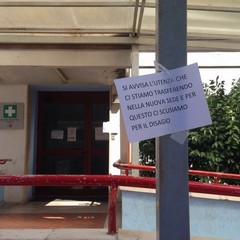 SI AVVISA L'UTENZA CHE
CI STIAMO TRASFERENDO
NELLA NUOVA SEDE E PER
QUESTO CI SCUSIAMO
PER IL DISAGIO